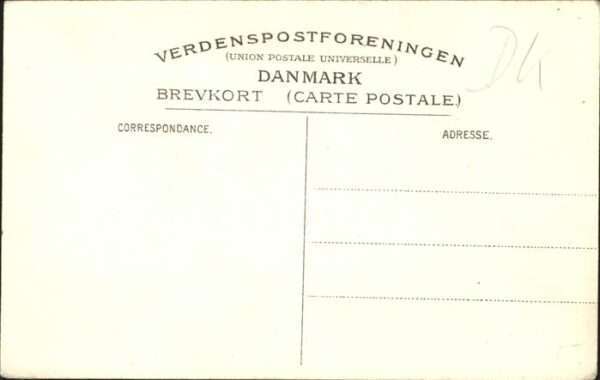 VERDENSPOSTFORENINGEN
(UNION POSTALE UNIVERSELLE)
DANMARK
BREVKORT (CARTE POSTALE)
CORRESPONDANCE.
ADRESSE.